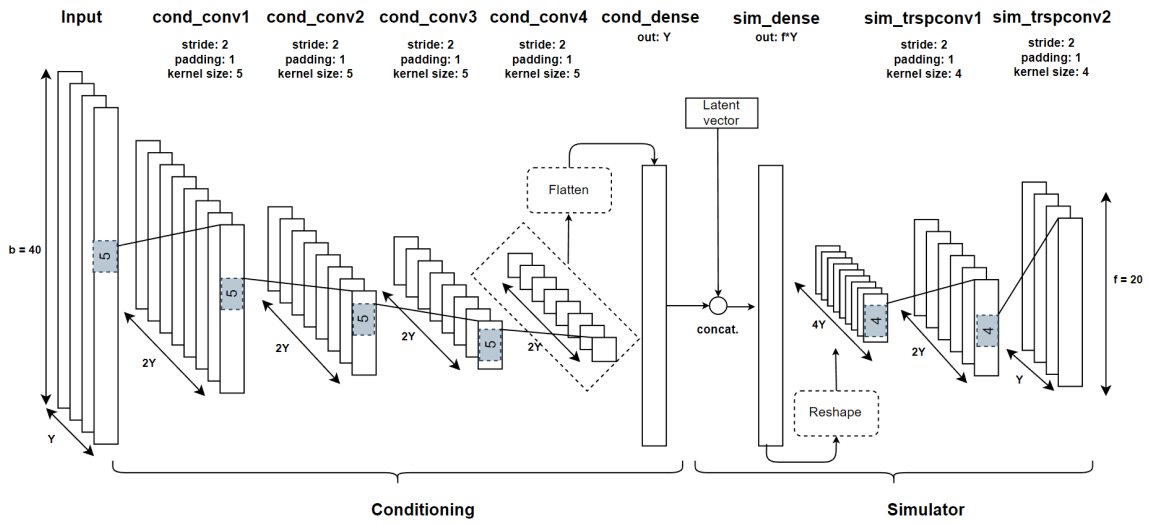 Input
cond_conv1
cond_conv2
cond_conv3
cond_conv4
cond_dense
sim_dense
sim_trspconv1
sim_trspconv2
stride: 2
padding: 1
kernel size: 5
stride: 2
padding: 1
kernel size: 5
stride: 2
padding: 1
kernel size: 5
stride: 2
padding: 1
kernel size: 5
out: Y
out: f*Y
stride: 2
padding: 1
kernel size: 4
stride: 2
padding: 1
kernel size: 4
Latent
vector
Flatten
b = 40
5
5
5
5
concat.
4
4
f = 20
Y
2Y
2Y
2Y
2Y
4Y
2Y
Y
Reshape
Conditioning
Simulator